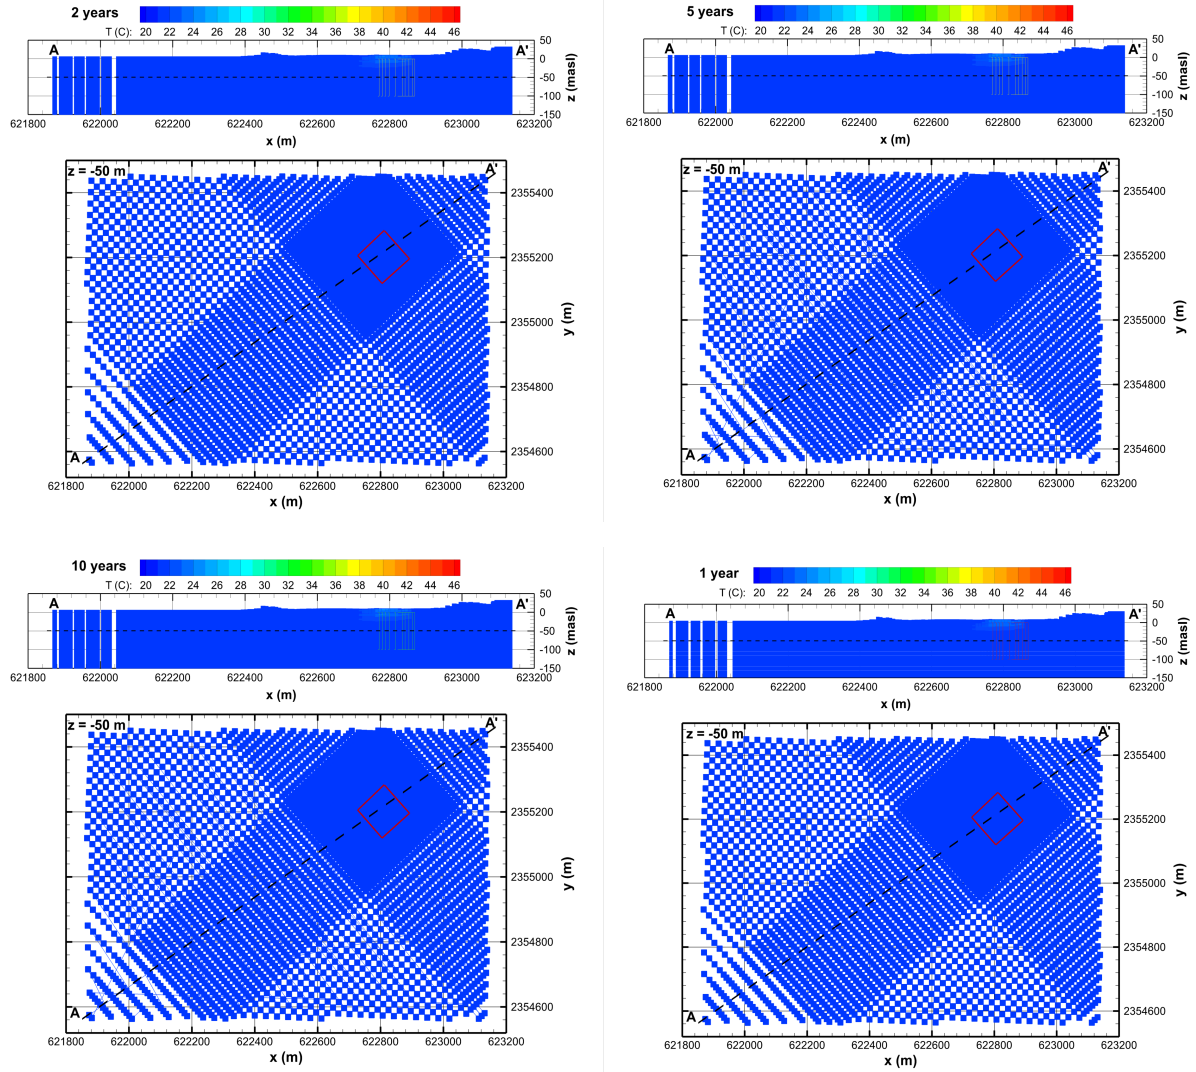 2 years
T (C): 20 22 24 26 28 30 32 34 36 38 40 42 44 46
A A'
50
0
-50
-100
-150
z (masl)
621800 622000 622200 622400 622600 622800 623000 623200
x (m)
z = -50 m
A'
2355400
2355200
2355000
2354800
2354600
y (m)
A
621800 622000 622200 622400 622600 622800 623000 623200
x (m)
5 years
T (C): 20 22 24 26 28 30 32 34 36 38 40 42 44 46
A A'
50
0
-50
-100
-150
z (masl)
621800 622000 622200 622400 622600 622800 623000 623200
x (m)
z = -50 m
A'
2355400
2355200
2355000
2354800
2354600
y (m)
A
621800 622000 622200 622400 622600 622800 623000 623200
x (m)
10 years
T (C): 20 22 24 26 28 30 32 34 36 38 40 42 44 46
A A'
50
0
-50
-100
-150
z (masl)
621800 622000 622200 622400 622600 622800 623000 623200
x (m)
z = -50 m
A'
2355400
2355200
2355000
2354800
2354600
y (m)
A
621800 622000 622200 622400 622600 622800 623000 623200
x (m)
1 year
T (C): 20 22 24 26 28 30 32 34 36 38 40 42 44 46
A A'
50
0
-50
-100
-150
z (masl)
621800 622000 622200 622400 622600 622800 623000 623200
x (m)
z = -50 m
A'
2355400
2355200
2355000
2354800
2354600
y (m)
A
621800 622000 622200 622400 622600 622800 623000 623200
x (m)